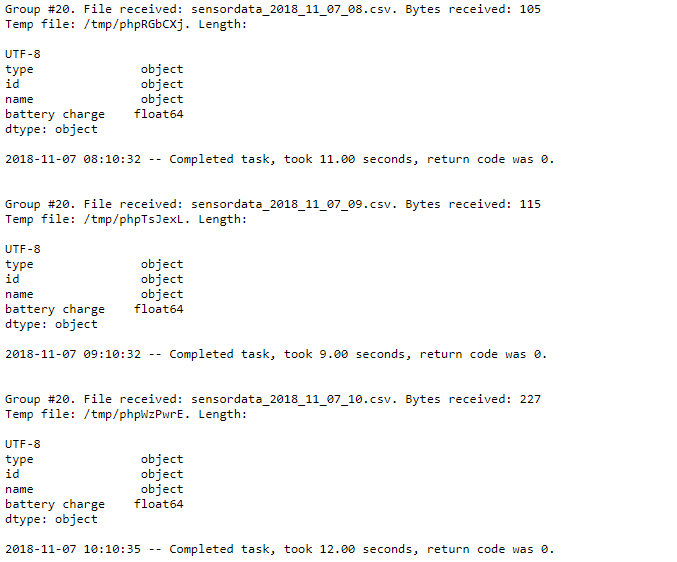 Group #20. File received: sensordata_2018_11_07_08.csv. Bytes received: 105
Temp file: /tmp/phpRGbCXj. Length:
UTF-8
type object
id object
name object
battery charge float64
dtype: object
2018-11-07 08:10:32 -- Completed task, took 11.00 seconds, return code was 0.
Group #20. File received: sensordata_2018_11_07_09.csv. Bytes received: 115
Temp file: /tmp/phpTsJexL. Length:
UTF-8
type object
id object
name object
battery charge float64
dtype: object
2018-11-07 09:10:32 -- Completed task, took 9.00 seconds, return code was 0.
Group #20. File received: sensordata_2018_11_07_10.csv. Bytes received: 227
Temp file: /tmp/phpWzPwrE. Length:
UTF-8
type object
id object
name object
battery charge float64
dtype: object
2018-11-07 10:10:35 -- Completed task, took 12.00 seconds, return code was 0.